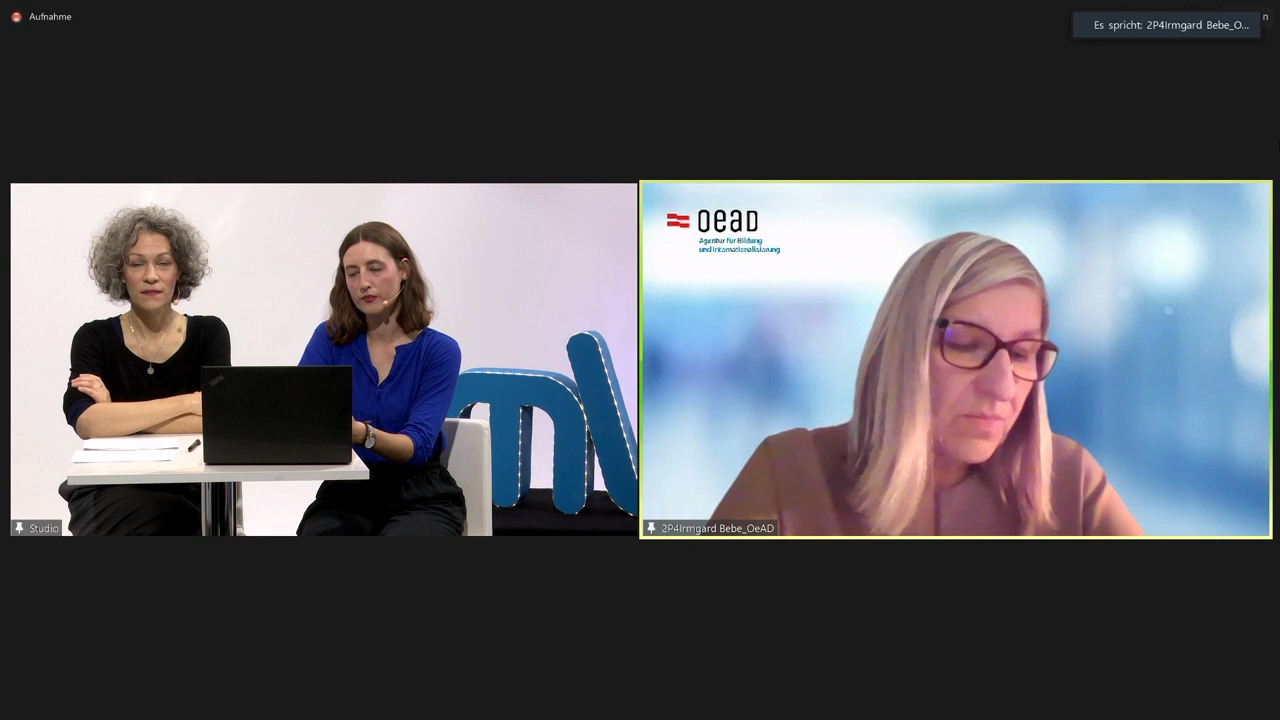 Aufnahme
Es spricht: 2P4Irmgard Bebe_O...
n
OeAD
Agentur für Bildung
und Internationalisierung
Studio
2P4Irmgard Bebe_OeAD